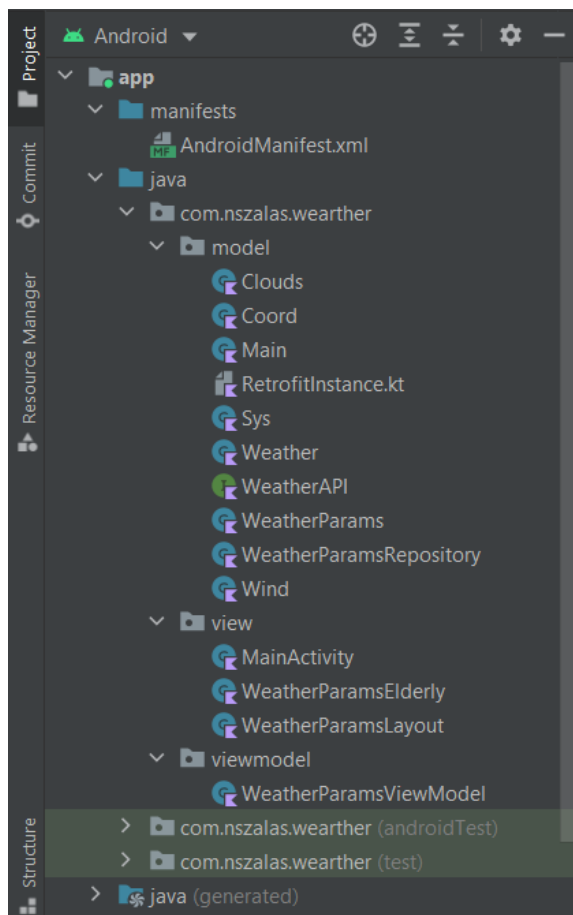 Project
Commit
Resource Manager
Structure
Android
app
manifests
MF AndroidManifest.xml
java
com.nszalas.wearther
model
Clouds
Coord
Main
RetrofitInstance.kt
Sys
Weather
I WeatherAPI
WeatherParams
WeatherParamsRepository
Wind
view
MainActivity
WeatherParamsElderly
WeatherParamsLayout
viewmodel
WeatherParamsViewModel
com.nszalas.wearther (androidTest)
com.nszalas.wearther (test)
java (generated)